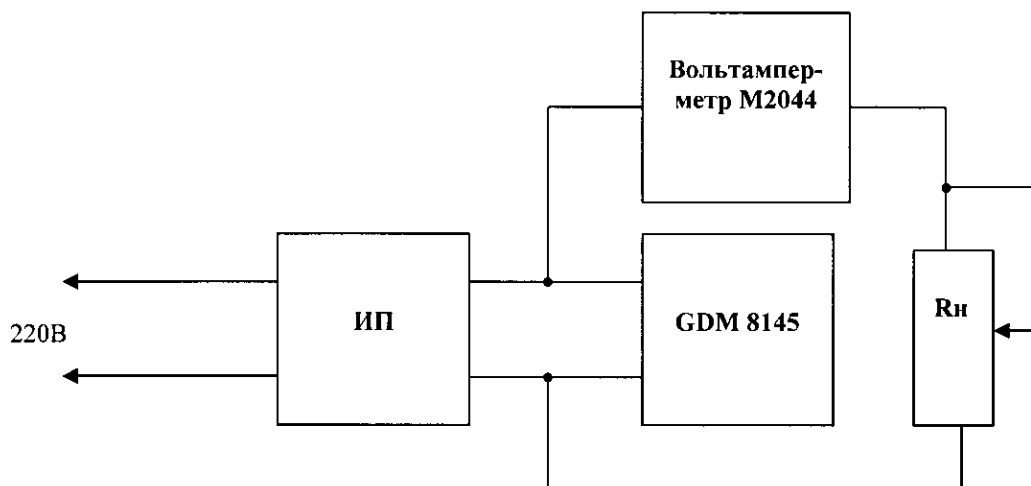 Вольтампер-
метр М2044
220В
ИП
GDM 8145
Rн